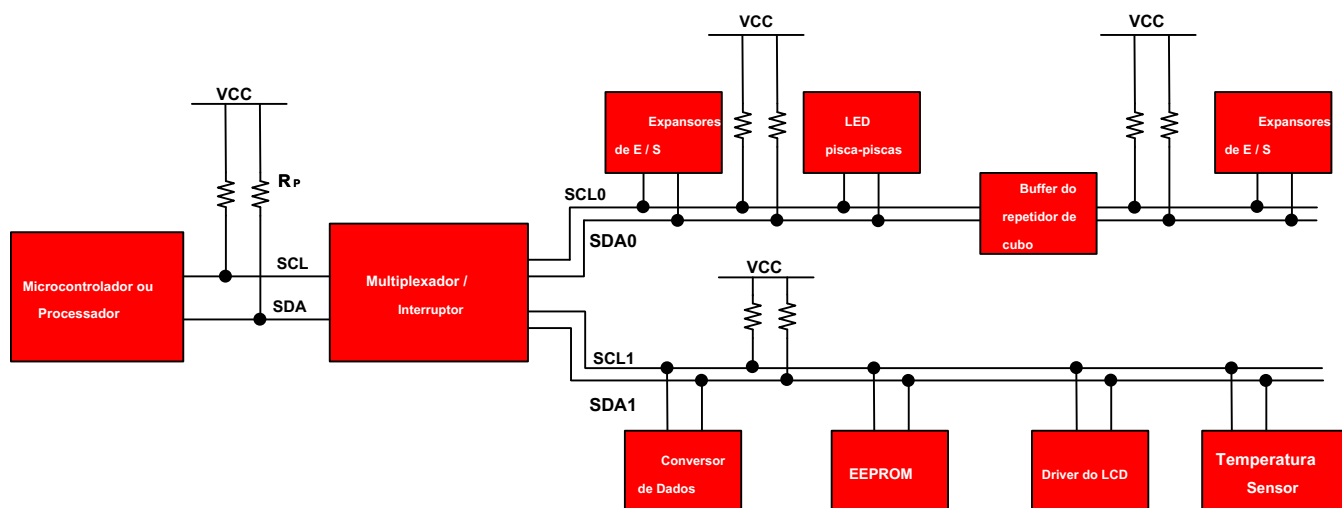 VCC
VCC
VCC
Expansores
de E / S
LED
pisca-piscas
Expansores
de E / S
RP
SCL0
Buffer do
repetidor de
cubo
SDA0
SCL
Microcontrolador ou
Processador
SDA
Multiplexador /
Interruptor
VCC
SCL1
SDA1
Conversor
de Dados
EEPROM
Driver do LCD
Temperatura
Sensor